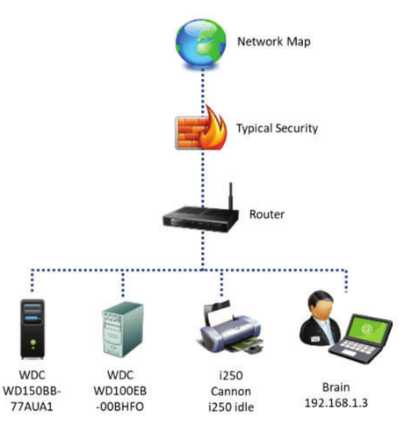 Network Map
Typical Security
Router
WDC
WD150BB-
77AUA1
WDC
WD100EB
-00BHFO
i250
Cannon
i250 idle
Brain
192.168.1.3